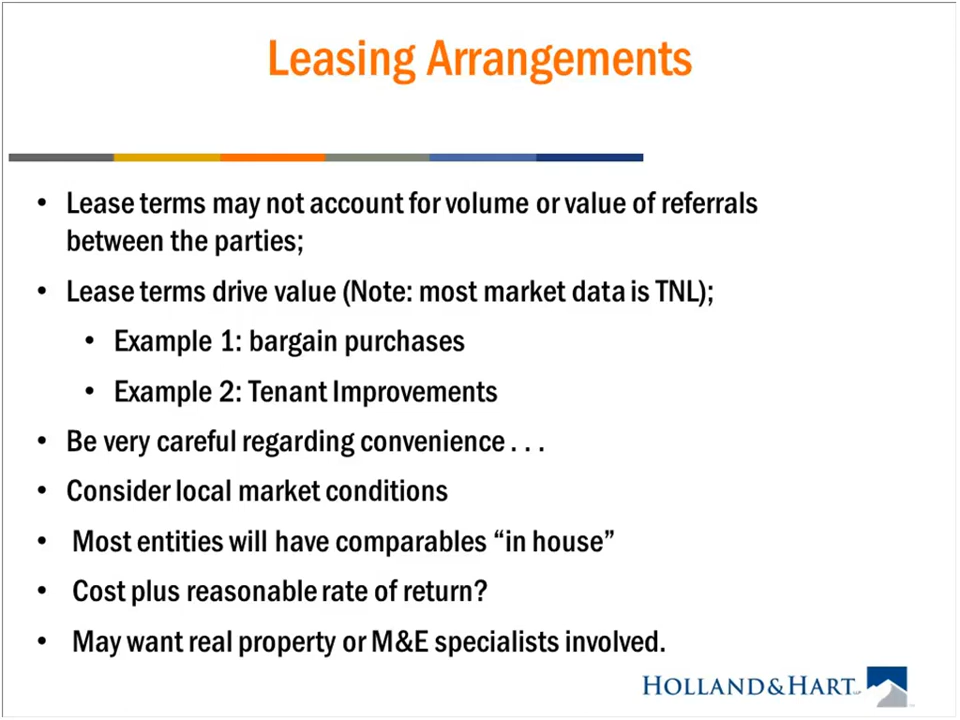 Leasing Arrangements
• Lease terms may not account for volume or value of referrals
between the parties;
• Lease terms drive value (Note: most market data is TNL);
• Example 1: bargain purchases
• Example 2: Tenant Improvements
• Be very careful regarding convenience . . .
• Consider local market conditions
• Most entities will have comparables “in house”
• Cost plus reasonable rate of return?
• May want real property or M&E specialists involved.
HOLLAND&HART